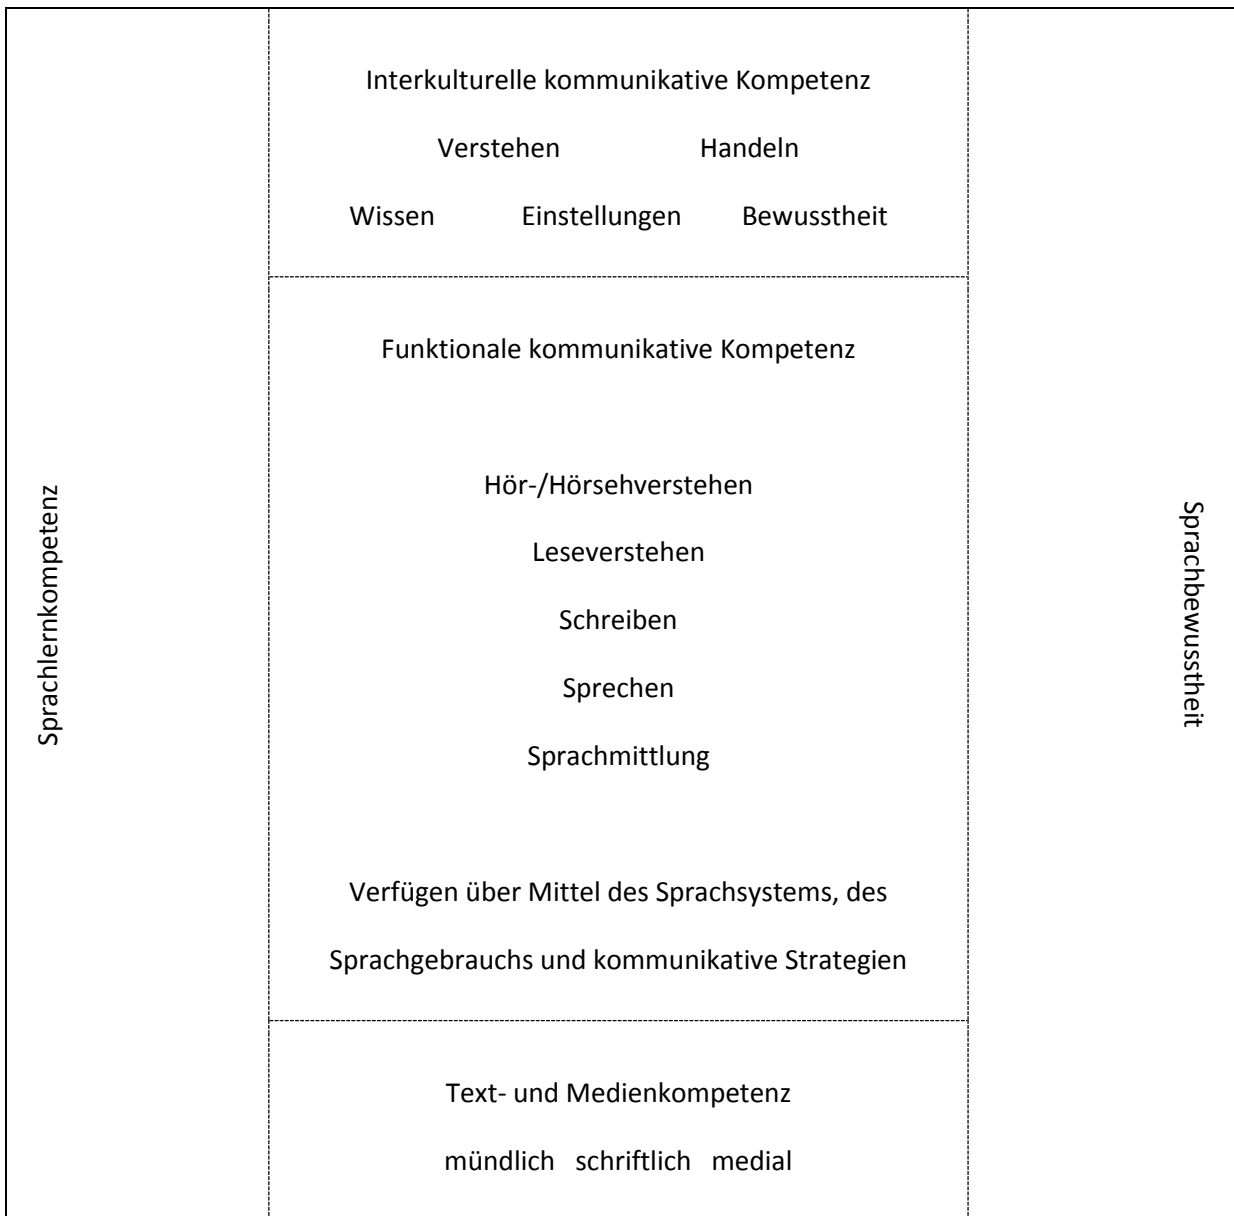 Interkulturelle kommunikative Kompetenz
Verstehen Handeln
Wissen Einstellungen Bewusstheit
Funktionale kommunikative Kompetenz
Hör-/Hörsehverstehen
Leseverstehen
Schreiben
Sprechen
Sprachmittlung
Verfügen über Mittel des Sprachsystems, des
Sprachgebrauchs und kommunikative Strategien
Text- und Medienkompetenz
mündlich schriftlich medial
Sprachlernkompetenz
Sprachbewusstheit